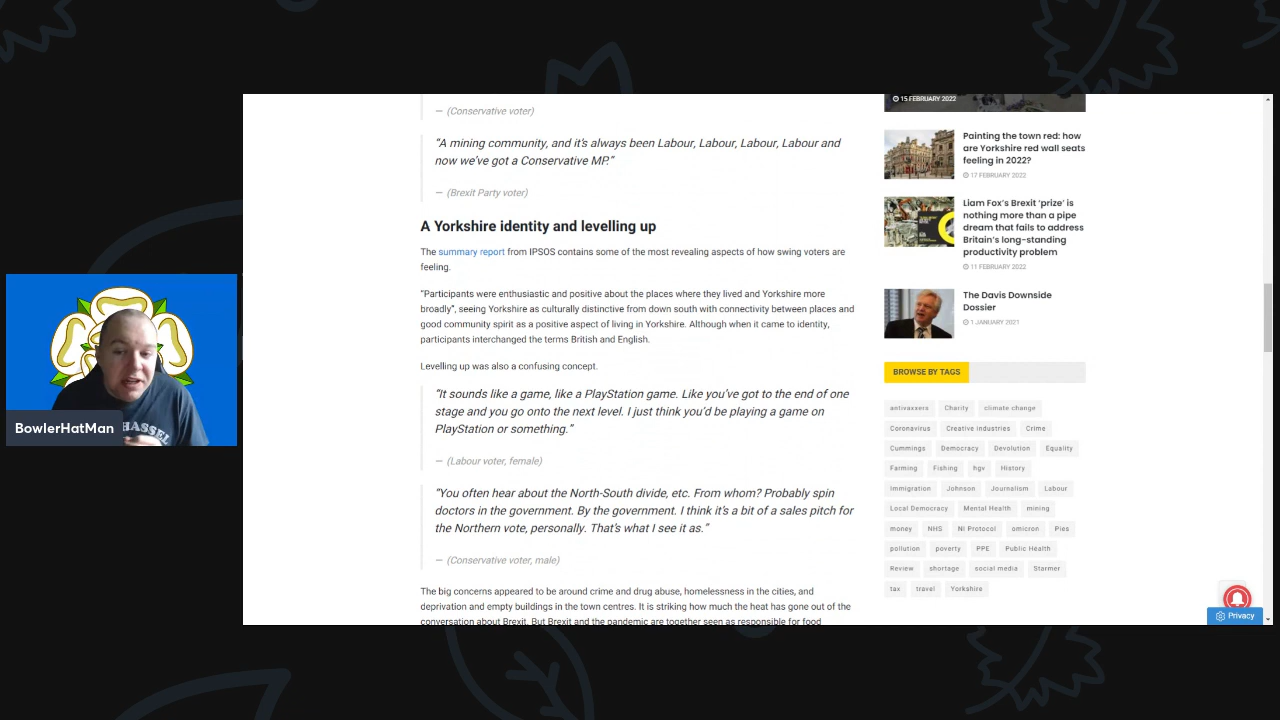 — (Conservative voter)
“A mining community, and it’s always been Labour, Labour, Labour, Labour and
now we’ve got a Conservative MP.”
— (Brexit Party voter)
A Yorkshire identity and levelling up
The summary report from IPSOS contains some of the most revealing aspects of how swing voters are
feeling.
“Participants were enthusiastic and positive about the places where they lived and Yorkshire more
broadly”, seeing Yorkshire as culturally distinctive from down south with connectivity between places and
good community spirit as a positive aspect of living in Yorkshire. Although when it came to identity,
participants interchanged the terms British and English.
Levelling up was also a confusing concept.
“It sounds like a game, like a PlayStation game. Like you’ve got to the end of one
stage and you go onto the next level. I just think you’d be playing a game on
PlayStation or something.”
— (Labour voter, female)
“You often hear about the North-South divide, etc. From whom? Probably spin
doctors in the government. By the government. I think it’s a bit of a sales pitch for
the Northern vote, personally. That’s what I see it as.”
— (Conservative voter, male)
The big concerns appeared to be around crime and drug abuse, homelessness in the cities, and
deprivation and empty buildings in the town centres. It is striking how much the heat has gone out of the
conversation about Brexit. But Brexit and the pandemic are together seen as responsible for food
15 FEBRUARY 2022
Painting the town red: how
are Yorkshire red wall seats
feeling in 2022?
17 FEBRUARY 2022
Liam Fox’s Brexit ‘prize’ is
nothing more than a pipe
dream that fails to address
Britain’s long-standing
productivity problem
11 FEBRUARY 2022
The Davis Downside
Dossier
1 JANUARY 2021
BROWSE BY TAGS
antivaxxers Charity climate change
Coronavirus Creative industries Crime
Cummings Democracy Devolution Equality
Farming Fishing hgv History
Immigration Johnson Journalism Labour
Local Democracy Mental Health mining
money NHS NI Protocol omicron Pies
pollution poverty PPE Public Health
Review shortage social media Starmer
tax travel Yorkshire
Privacy
BowlerHatMan
HASSEL